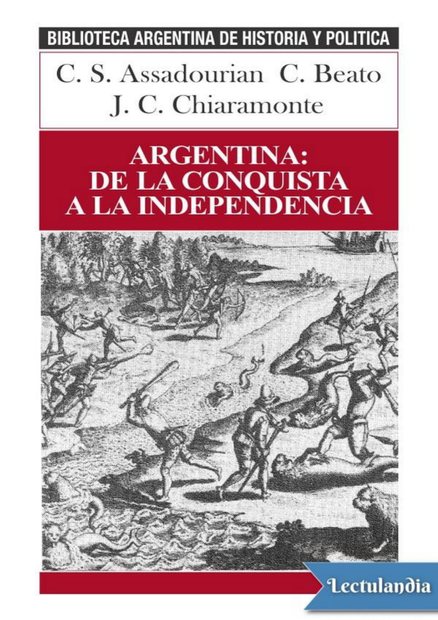 BIBLIOTECA ARGENTINA DE HISTORIA Y POLITICA
C. S. Assadourian C. Beato
J. C. Chiaramonte
ARGENTINA:
DE LA CONQUISTA
A LA INDEPENDENCIA
Lectulandia